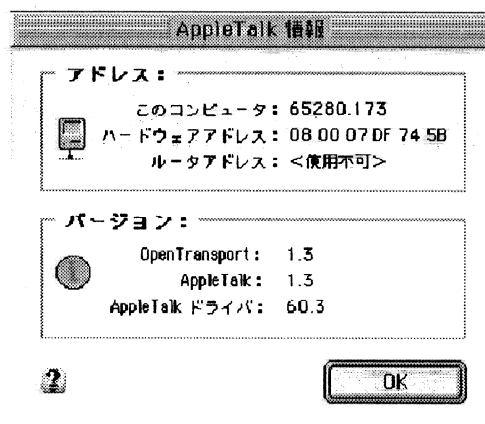 AppleTalk 情報
アドレス：
このコンピュータ： 65280.173
ハードウェアアドレス： 08 00 07 DF 74 5B
ルータアドレス： <使用不可>
バージョン：
OpenTransport： 1.3
AppleTalk： 1.3
AppleTalk ドライバ： 60.3
?
OK